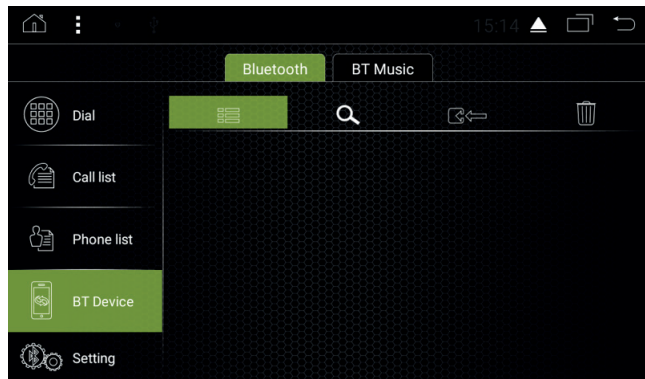 15:14
Bluetooth
BT Music
Dial
Call list
Phone list
BT Device
Setting